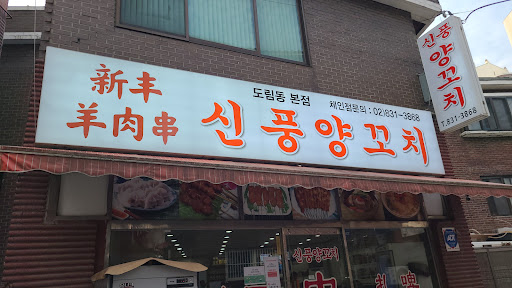 新丰
羊肉串
도림동 본점
체인점문의 : 02)831-3868
신풍양꼬치
신풍양꼬치
T.831-3868
신풍양꼬치